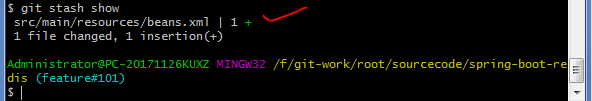 $ git stash show
src/main/resources/beans.xml | 1 +
1 file changed, 1 insertion(+)
Administrator@PC-20171126KUXZ MINGW32 /f/git-work/root/sourcecode/spring-boot-re
dis (feature#101)
$